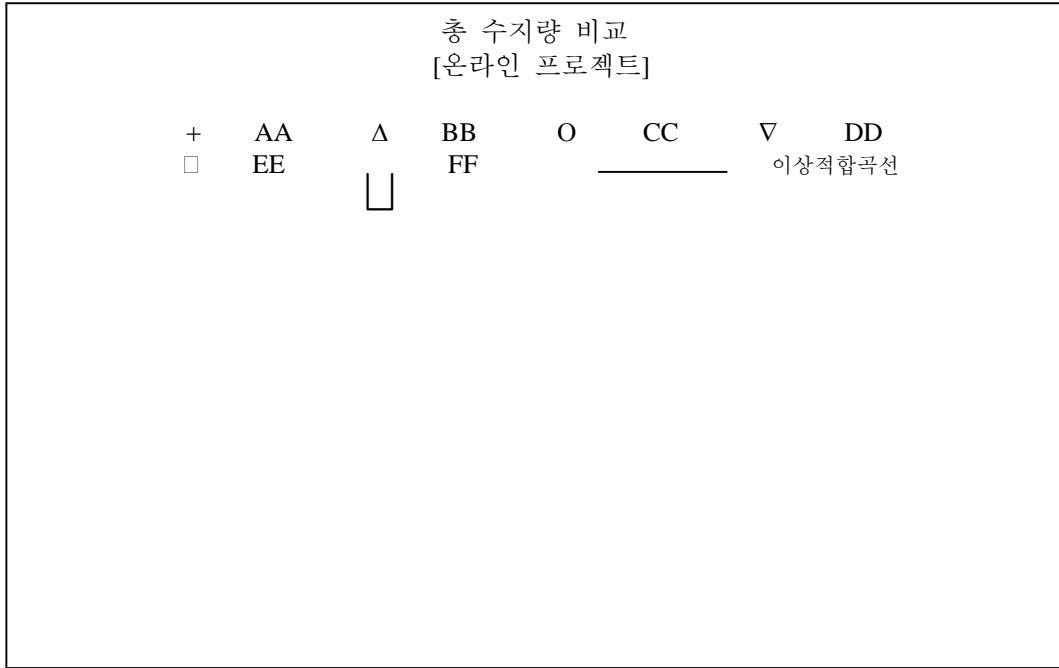 총 수지량 비교
[온라인 프로젝트]
+ AA Δ BB O CC ∇ DD
□ EE FF 이상적합곡선